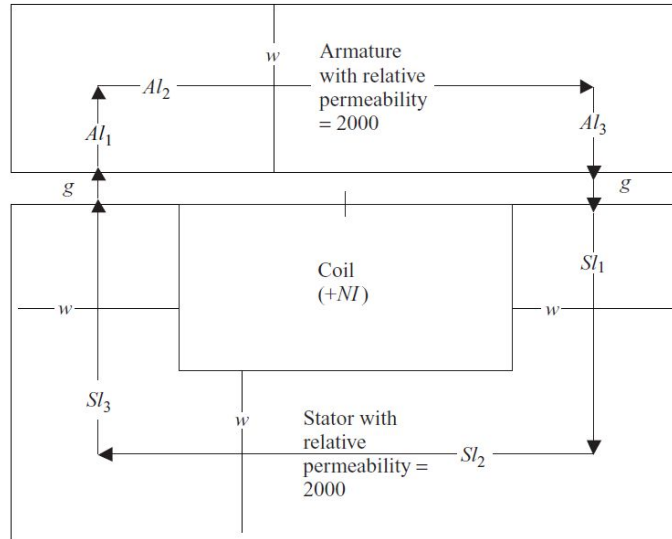 w
Armature
with relative
permeability
= 2000
Al2
Al1
Al3
g
g
Coil
(+NI)
Sl1
w
w
Sl3
w
Stator with
relative
permeability =
2000
Sl2